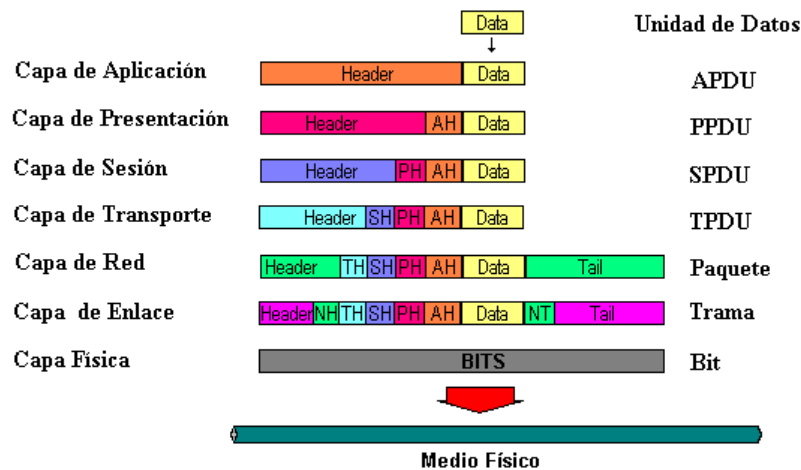 Data Unidad de Datos
Capa de Aplicación Header Data APDU
Capa de Presentación Header AH Data PPDU
Capa de Sesión Header PH AH Data SPDU
Capa de Transporte Header SH PH AH Data TPDU
Capa de Red Header TH SH PH AH Data Tail Paquete
Capa de Enlace Header NH TH SH PH AH Data NT Tail Trama
Capa Física BITS Bit
Medio Físico